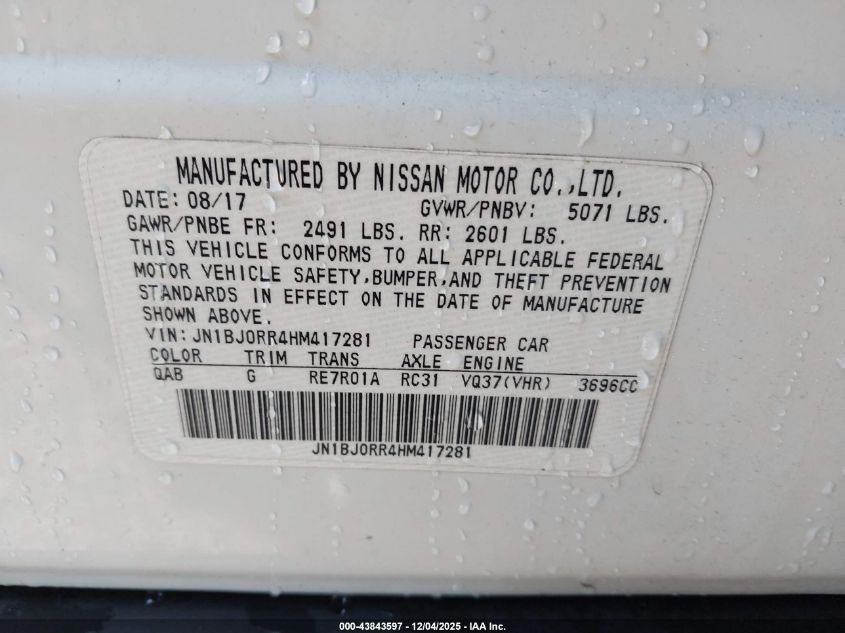 MANUFACTURED BY NISSAN MOTOR CO.,LTD.
DATE: 08/17 GVWR/PNBV: 5071 LBS.
GAWR/PNBE FR: 2491 LBS. RR: 2601 LBS.
THIS VEHICLE CONFORMS TO ALL APPLICABLE FEDERAL
MOTOR VEHICLE SAFETY,BUMPER,AND THEFT PREVENTION
STANDARDS IN EFFECT ON THE DATE OF MANUFACTURE
SHOWN ABOVE.
VIN: JN1BJ0RR4HM417281 PASSENGER CAR
COLOR TRIM TRANS AXLE ENGINE
QAB G RE7R01A RC31 VQ37(VHR) 3696CC
JN1BJ0RR4HM417281
000-43843597 - 12/04/2025 - IAA Inc.